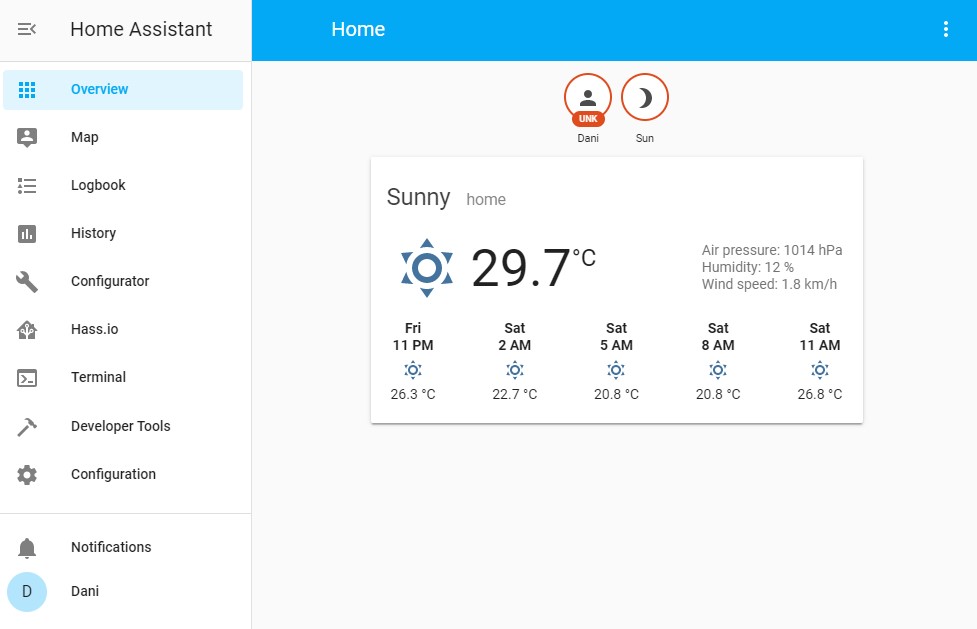 Home Assistant
Home
Overview
Map
Logbook
History
Configurator
Hass.io
Terminal
Developer Tools
Configuration
Notifications
D
Dani
UNK
Dani
Sun
Sunny home
29.7 °C
Air pressure: 1014 hPa
Humidity: 12 %
Wind speed: 1.8 km/h
Fri Sat Sat Sat Sat
11 PM 2 AM 5 AM 8 AM 11 AM
26.3 °C 22.7 °C 20.8 °C 20.8 °C 26.8 °C